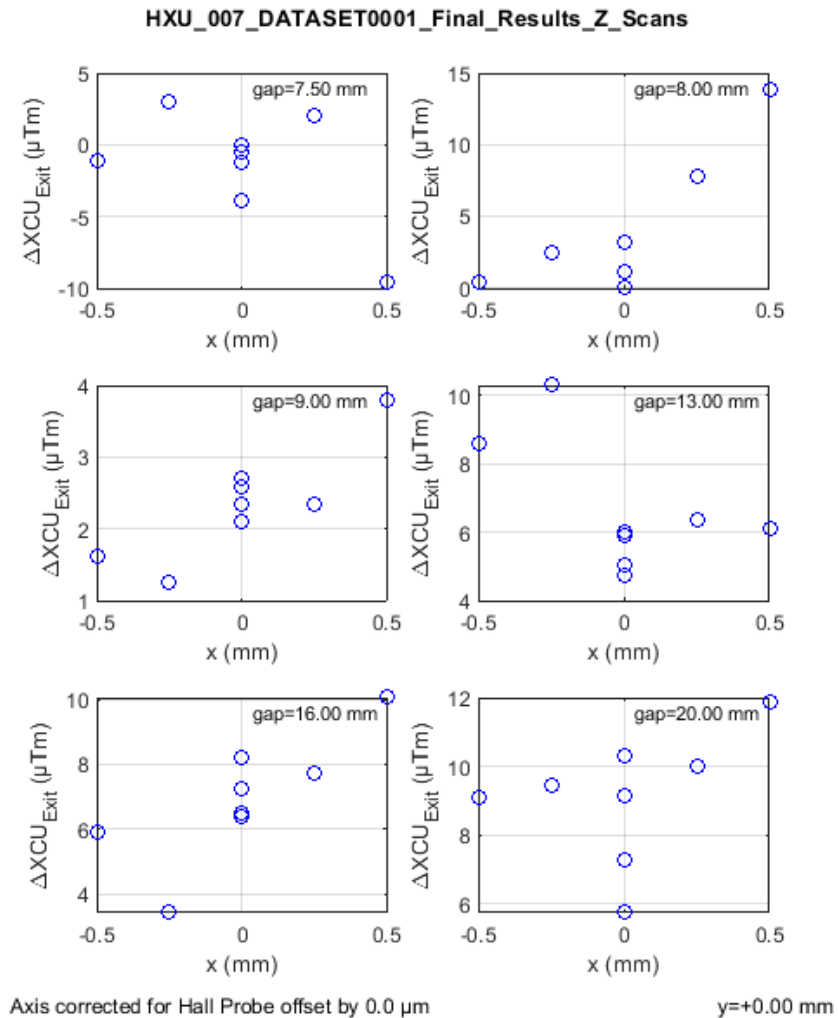 HXU_007_DATASET0001_Final_Results_Z_Scans
5
0
-5
-10
ΔXCU_Exit (µTm)
gap=7.50 mm
-0.5
0
0.5
x (mm)
15
10
5
0
ΔXCU_Exit (µTm)
gap=8.00 mm
-0.5
0
0.5
x (mm)
4
3
2
1
ΔXCU_Exit (µTm)
gap=9.00 mm
-0.5
0
0.5
x (mm)
10
8
6
4
ΔXCU_Exit (µTm)
gap=13.00 mm
-0.5
0
0.5
x (mm)
10
8
6
4
ΔXCU_Exit (µTm)
gap=16.00 mm
-0.5
0
0.5
x (mm)
12
10
8
6
ΔXCU_Exit (µTm)
gap=20.00 mm
-0.5
0
0.5
x (mm)
Axis corrected for Hall Probe offset by 0.0 µm
y=+0.00 mm